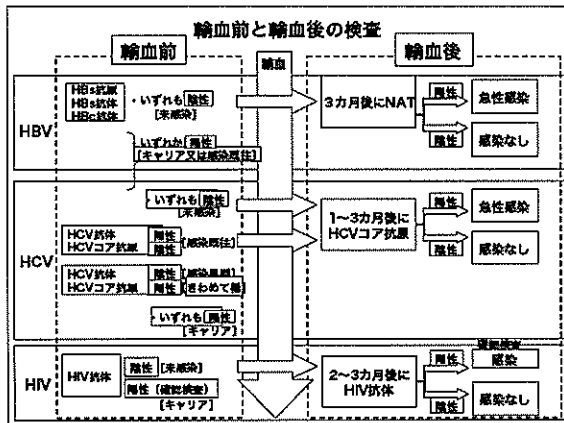 輸血前と輸血後の検査
輸血前
輸血
輸血後
HBV
HBs抗原
HBs抗体
HBc抗体
・いずれも 陰性
[未感染]
いずれか 陽性
[キャリア又は感染既往]
3カ月後にNAT
陽性
急性感染
陰性
感染なし
HCV
・いずれも 陰性
[未感染]
HCV抗体 陽性
HCVコア抗原 陰性
[感染既往]
HCV抗体 陰性
HCVコア抗原 陽性
きわめて稀
・いずれも 陽性
[キャリア]
1～3カ月後に
HCVコア抗原
陽性
急性感染
陰性
感染なし
HIV
HIV抗体
陰性 [未感染]
陽性 (確認検査)
[キャリア]
2～3カ月後に
HIV抗体
陽性
確認検査
感染
陰性
感染なし